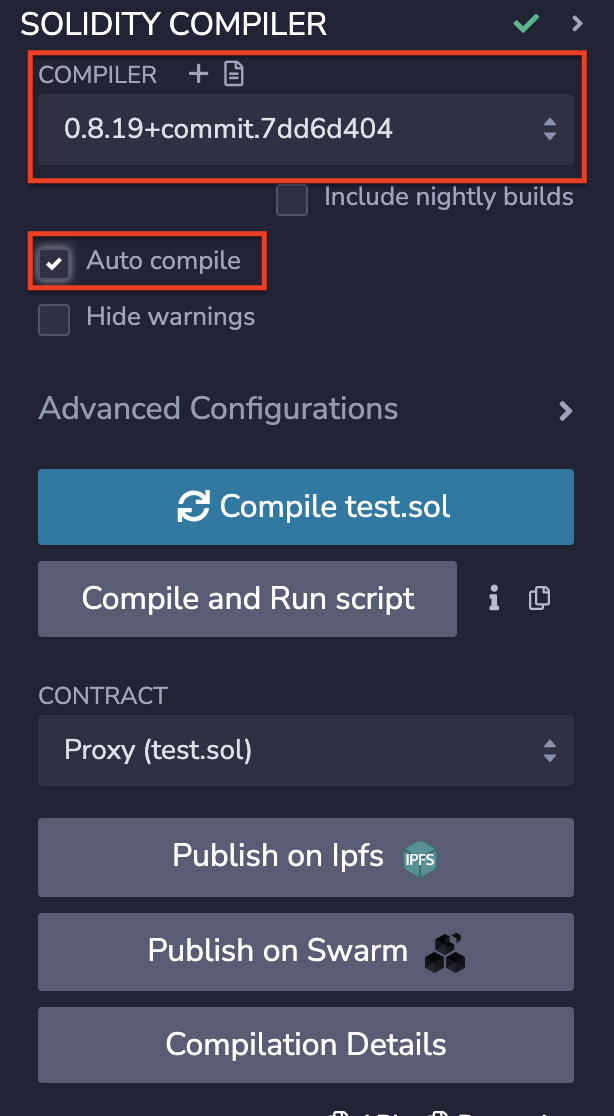 SOLIDITY COMPILER
COMPILER
0.8.19+commit.7dd6d404
Include nightly builds
Auto compile
Hide warnings
Advanced Configurations
Compile test.sol
Compile and Run script
CONTRACT
Proxy (test.sol)
Publish on Ipfs IPFS
Publish on Swarm
Compilation Details